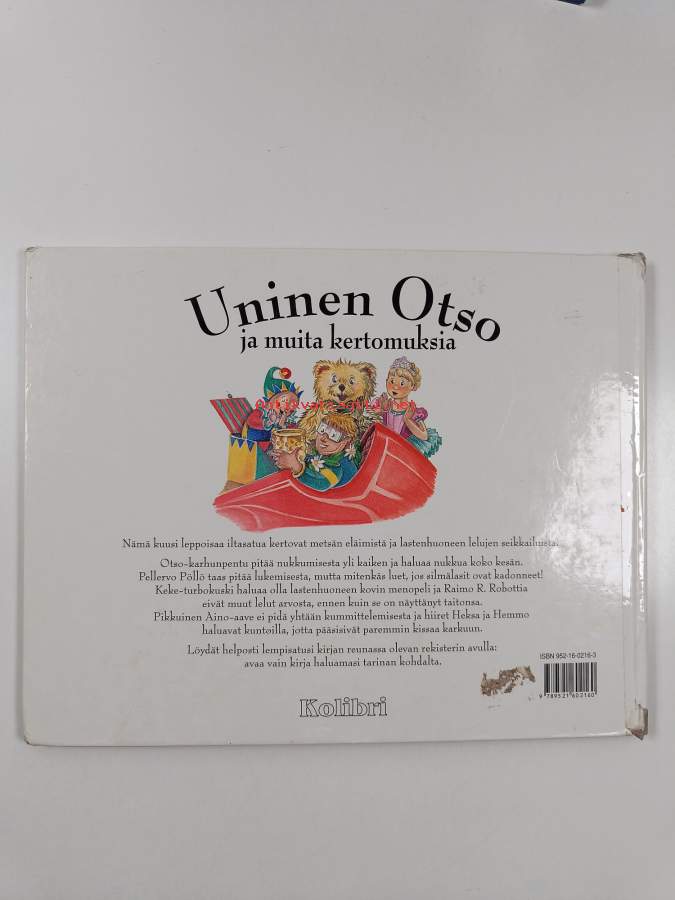 Uninen Otso
ja muita kertomuksia
Nämä kuusi leppoisaa iltasatua kertovat metsän eläimistä ja lastenhuoneen lelujen seikkailuista.
Otso-karhunpentu pitää nukkumisesta yli kaiken ja haluaa nukkua koko kesän.
Pellervo Pöllö taas pitää lukemisesta, mutta mitenkäs luet, jos silmälasit ovat kadonneet!
Keke-turbokuski haluaa olla lastenhuoneen kovin menopeli ja Raimo R. Robottia
eivät muut lelut arvosta, ennen kuin se on näyttänyt taitonsa.
Pikkuinen Aino-aave ei pidä yhtään kummittelemisesta ja hiiret Heksa ja Hemmo
haluavat kuntoilla, jotta pääsisivät paremmin kissaa karkuun.
Löydät helposti lempisatusi kirjan reunassa olevan rekisterin avulla:
avaa vain kirja haluamasi tarinan kohdalta.
ISBN 952-16-0216-3
9 789521 602160
Kolibri